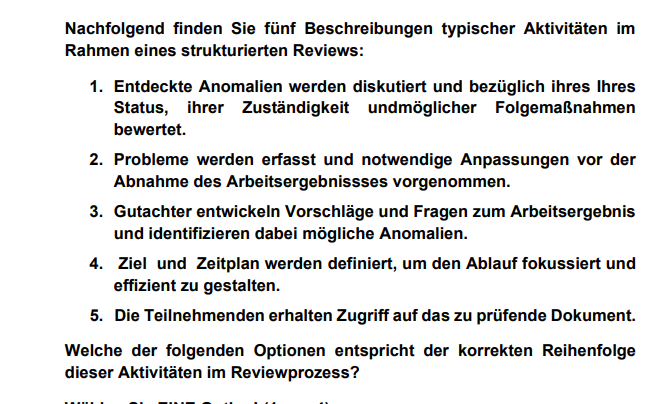 Nachfolgend finden Sie fünf Beschreibungen typischer Aktivitäten im
Rahmen eines strukturierten Reviews:
1. Entdeckte Anomalien werden diskutiert und bezüglich ihres Ihres
Status, ihrer Zuständigkeit undmöglicher Folgemaßnahmen
bewertet.
2. Probleme werden erfasst und notwendige Anpassungen vor der
Abnahme des Arbeitsergebnissses vorgenommen.
3. Gutachter entwickeln Vorschläge und Fragen zum Arbeitsergebnis
und identifizieren dabei mögliche Anomalien.
4. Ziel und Zeitplan werden definiert, um den Ablauf fokussiert und
effizient zu gestalten.
5. Die Teilnehmenden erhalten Zugriff auf das zu prüfende Dokument.
Welche der folgenden Optionen entspricht der korrekten Reihenfolge
dieser Aktivitäten im Reviewprozess?